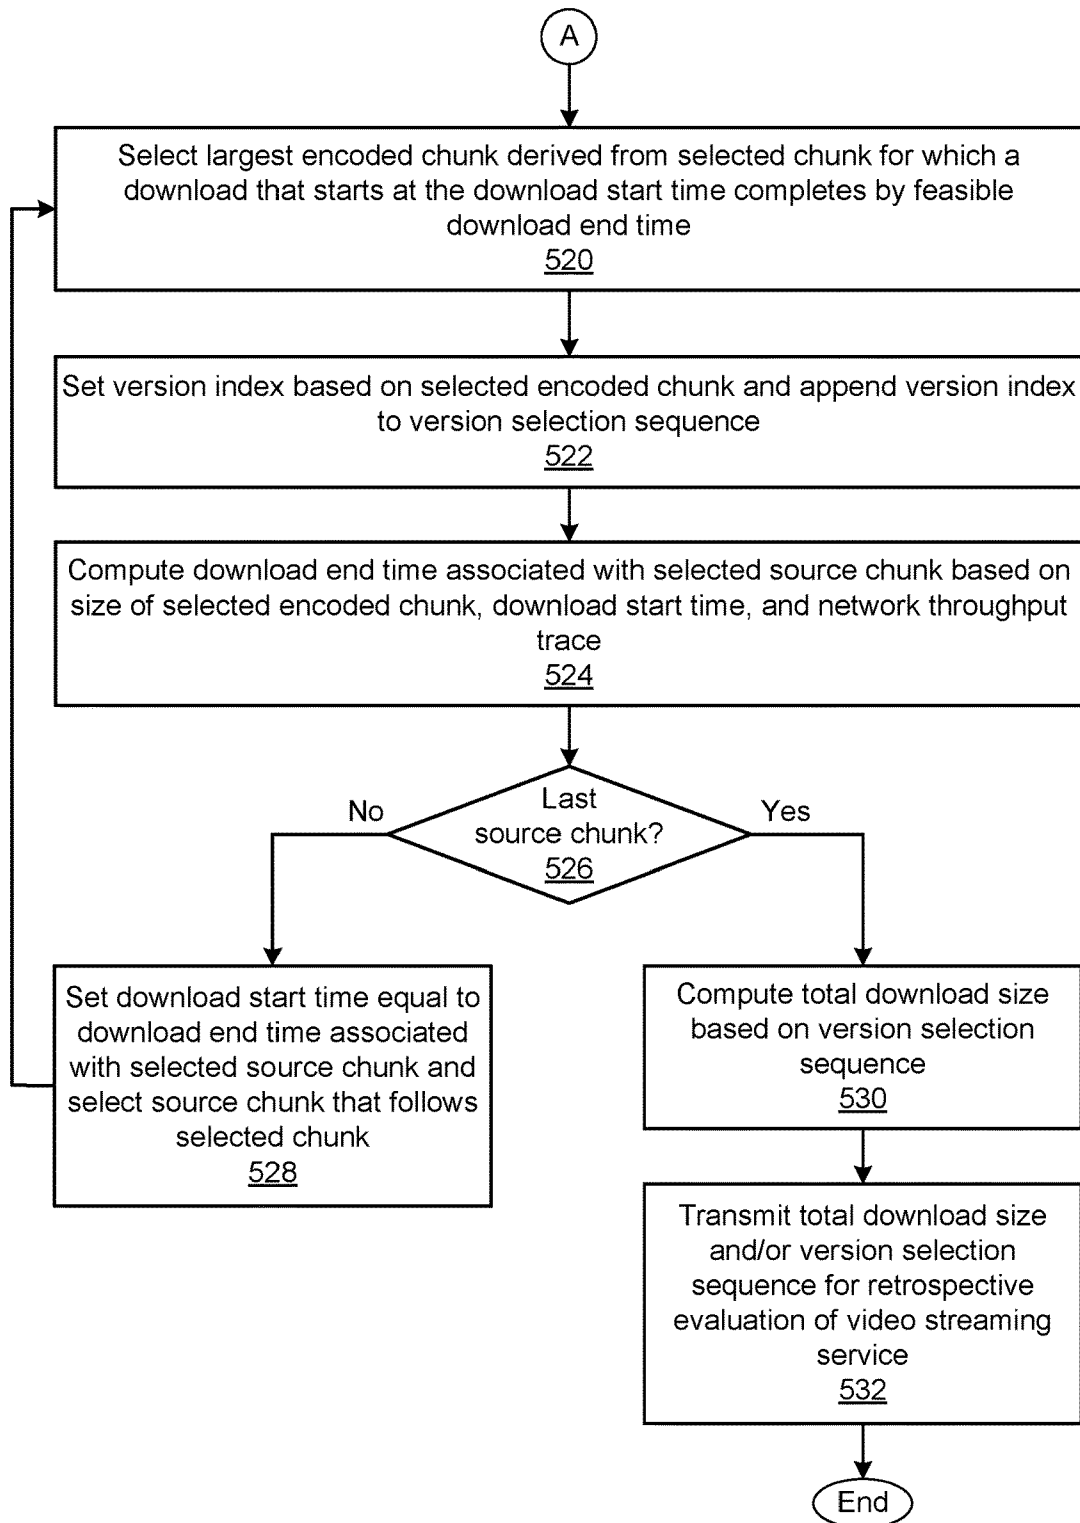 A
Select largest encoded chunk derived from selected chunk for which a
download that starts at the download start time completes by feasible
download end time
520
Set version index based on selected encoded chunk and append version index
to version selection sequence
522
Compute download end time associated with selected source chunk based on
size of selected encoded chunk, download start time, and network throughput
trace
524
Last
source chunk?
526
No
Yes
Set download start time equal to
download end time associated
with selected source chunk and
select source chunk that follows
selected chunk
528
Compute total download size
based on version selection
sequence
530
Transmit total download size
and/or version selection
sequence for retrospective
evaluation of video streaming
service
532
End